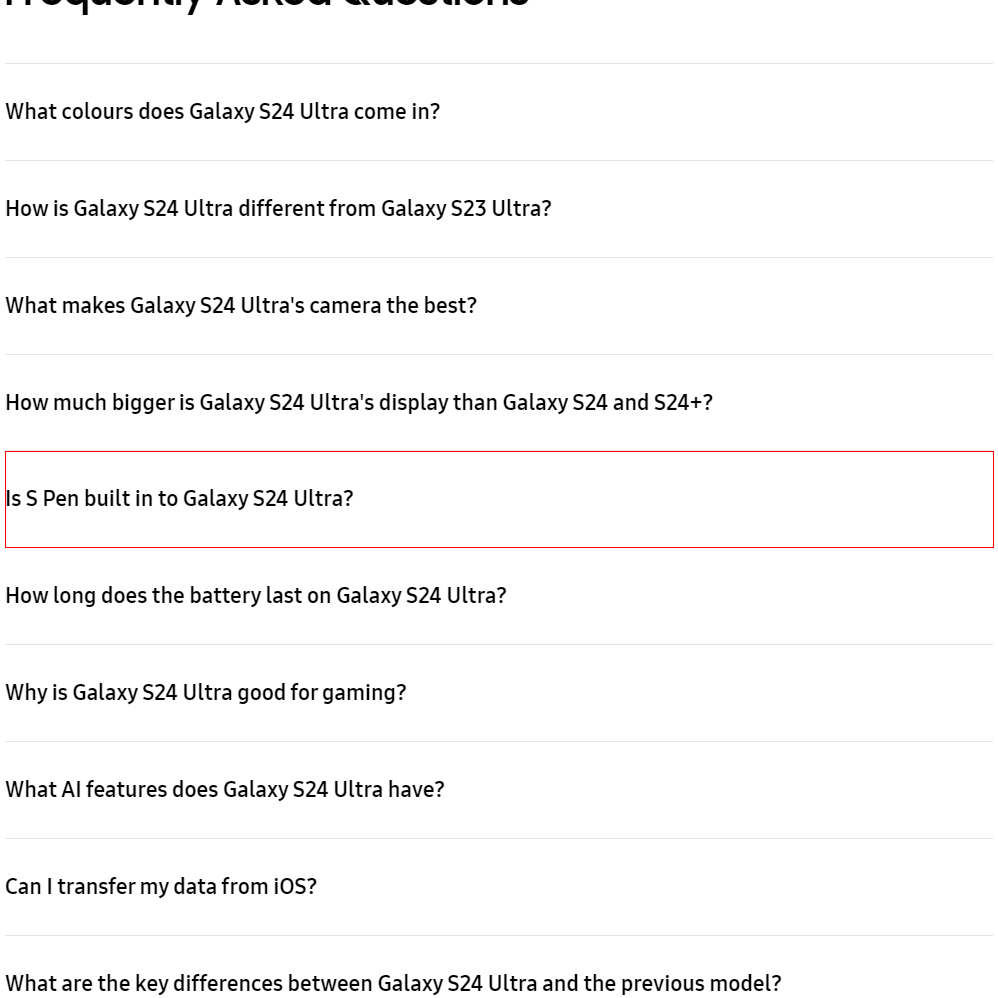 Frequently Asked Questions
What colours does Galaxy S24 Ultra come in?
How is Galaxy S24 Ultra different from Galaxy S23 Ultra?
What makes Galaxy S24 Ultra's camera the best?
How much bigger is Galaxy S24 Ultra's display than Galaxy S24 and S24+?
Is S Pen built in to Galaxy S24 Ultra?
How long does the battery last on Galaxy S24 Ultra?
Why is Galaxy S24 Ultra good for gaming?
What AI features does Galaxy S24 Ultra have?
Can I transfer my data from iOS?
What are the key differences between Galaxy S24 Ultra and the previous model?